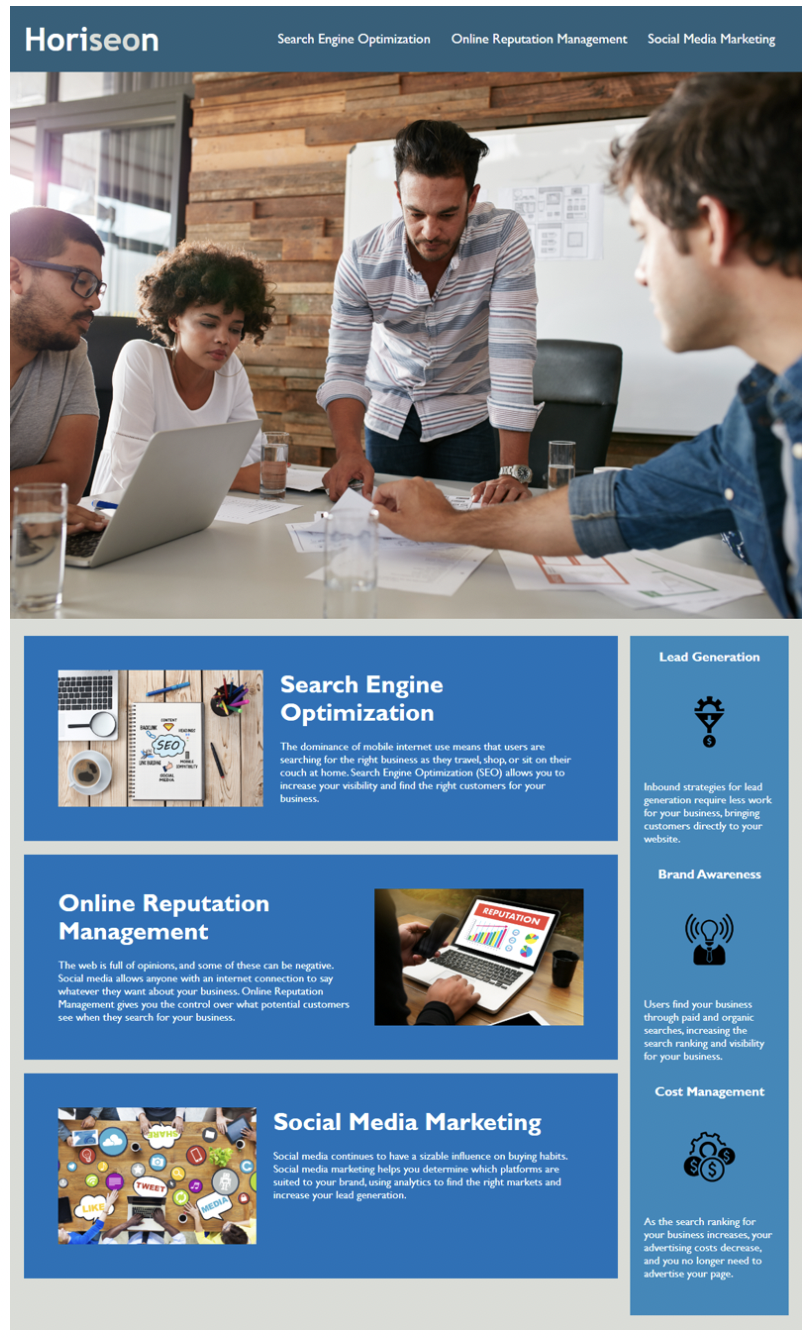 Horiseon
Search Engine Optimization Online Reputation Management Social Media Marketing
SEO
CONTENT
BACKLINK
KEYWORDS
LINK BUILDING
SOCIAL
MEDIA
Search Engine
Optimization
The dominance of mobile internet use means that users are
searching for the right business as they travel, shop, or sit on their
couch at home. Search Engine Optimization (SEO) allows you to
increase your visibility and find the right customers for your
business.
Online Reputation
Management
The web is full of opinions, and some of these can be negative.
Social media allows anyone with an internet connection to say
whatever they want about your business. Online Reputation
Management gives you the control over what potential customers
see when they search for your business.
REPUTATION
SHARE
TWEET
LIKE
MEDIA
Social Media Marketing
Social media continues to have a sizable influence on buying habits.
Social media marketing helps you determine which platforms are
suited to your brand, using analytics to find the right markets and
increase your lead generation.
Lead Generation
$
Inbound strategies for lead
generation require less work
for your business, bringing
customers directly to your
website.
Brand Awareness
Users find your business
through paid and organic
searches, increasing the
search ranking and visibility
for your business.
Cost Management
$ $ $
As the search ranking for
your business increases, your
advertising costs decrease,
and you no longer need to
advertise your page.